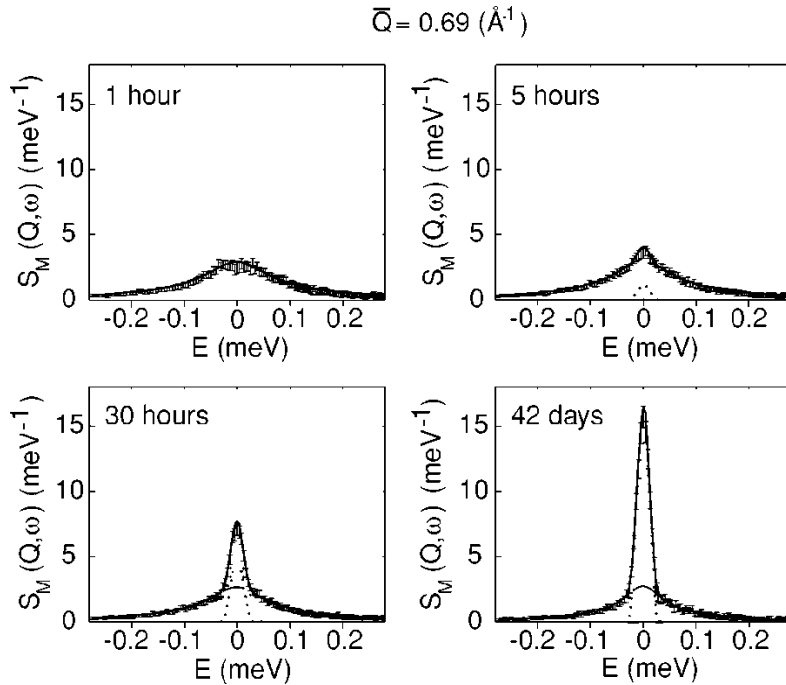 Q̅ = 0.69 (Å⁻¹)
1 hour
S_M (Q,ω) (meV⁻¹)
15
10
5
0
-0.2 -0.1 0 0.1 0.2
E (meV)
5 hours
S_M (Q,ω) (meV⁻¹)
15
10
5
0
-0.2 -0.1 0 0.1 0.2
E (meV)
30 hours
S_M (Q,ω) (meV⁻¹)
15
10
5
0
-0.2 -0.1 0 0.1 0.2
E (meV)
42 days
S_M (Q,ω) (meV⁻¹)
15
10
5
0
-0.2 -0.1 0 0.1 0.2
E (meV)